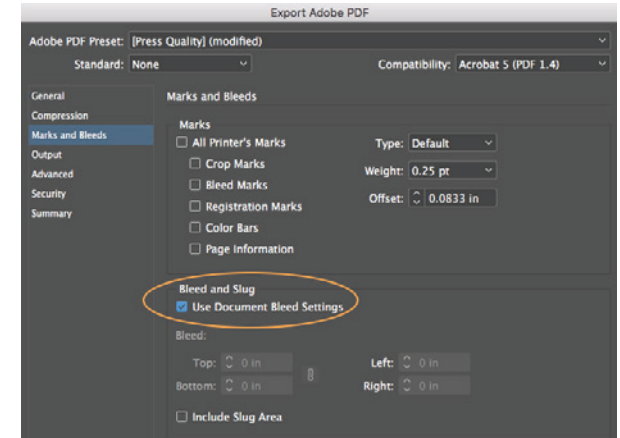 Export Adobe PDF
Adobe PDF Preset: [Press Quality] (modified)
Standard: None Compatibility: Acrobat 5 (PDF 1.4)
General
Compression
Marks and Bleeds
Output
Advanced
Security
Summary
Marks and Bleeds
Marks
All Printer's Marks
Crop Marks
Bleed Marks
Registration Marks
Color Bars
Page Information
Type: Default
Weight: 0.25 pt
Offset: 0.0833 in
Bleed and Slug
Use Document Bleed Settings
Bleed:
Top: 0 in Left: 0 in
Bottom: 0 in Right: 0 in
Include Slug Area